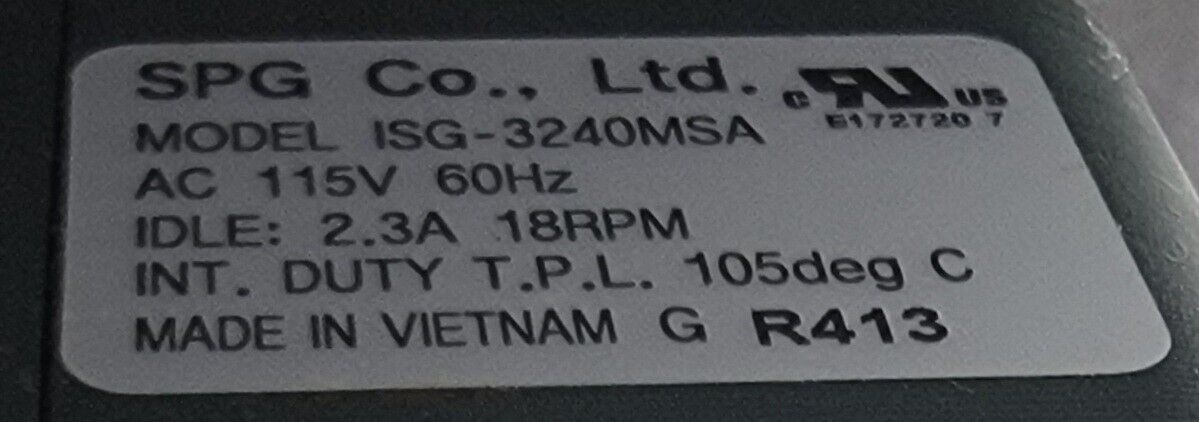 SPG Co., Ltd.
c RU US
E172720 7
MODEL ISG-3240MSA
AC 115V 60Hz
IDLE: 2.3A 18RPM
INT. DUTY T.P.L. 105deg C
MADE IN VIETNAM G R413